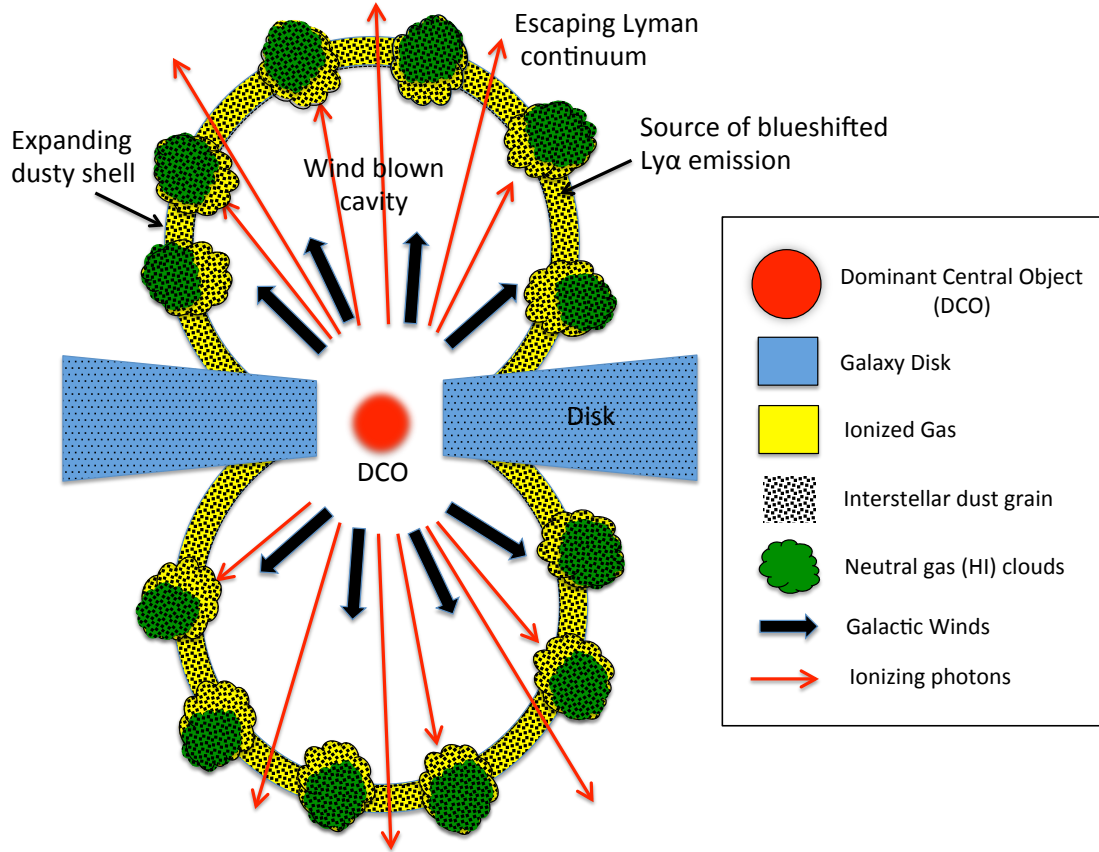 Escaping Lyman
continuum
Expanding
dusty shell
Wind blown
cavity
Source of blueshifted
Lyα emission
Disk
DCO
Dominant Central Object
(DCO)
Galaxy Disk
Ionized Gas
Interstellar dust grain
Neutral gas (HI) clouds
Galactic Winds
Ionizing photons